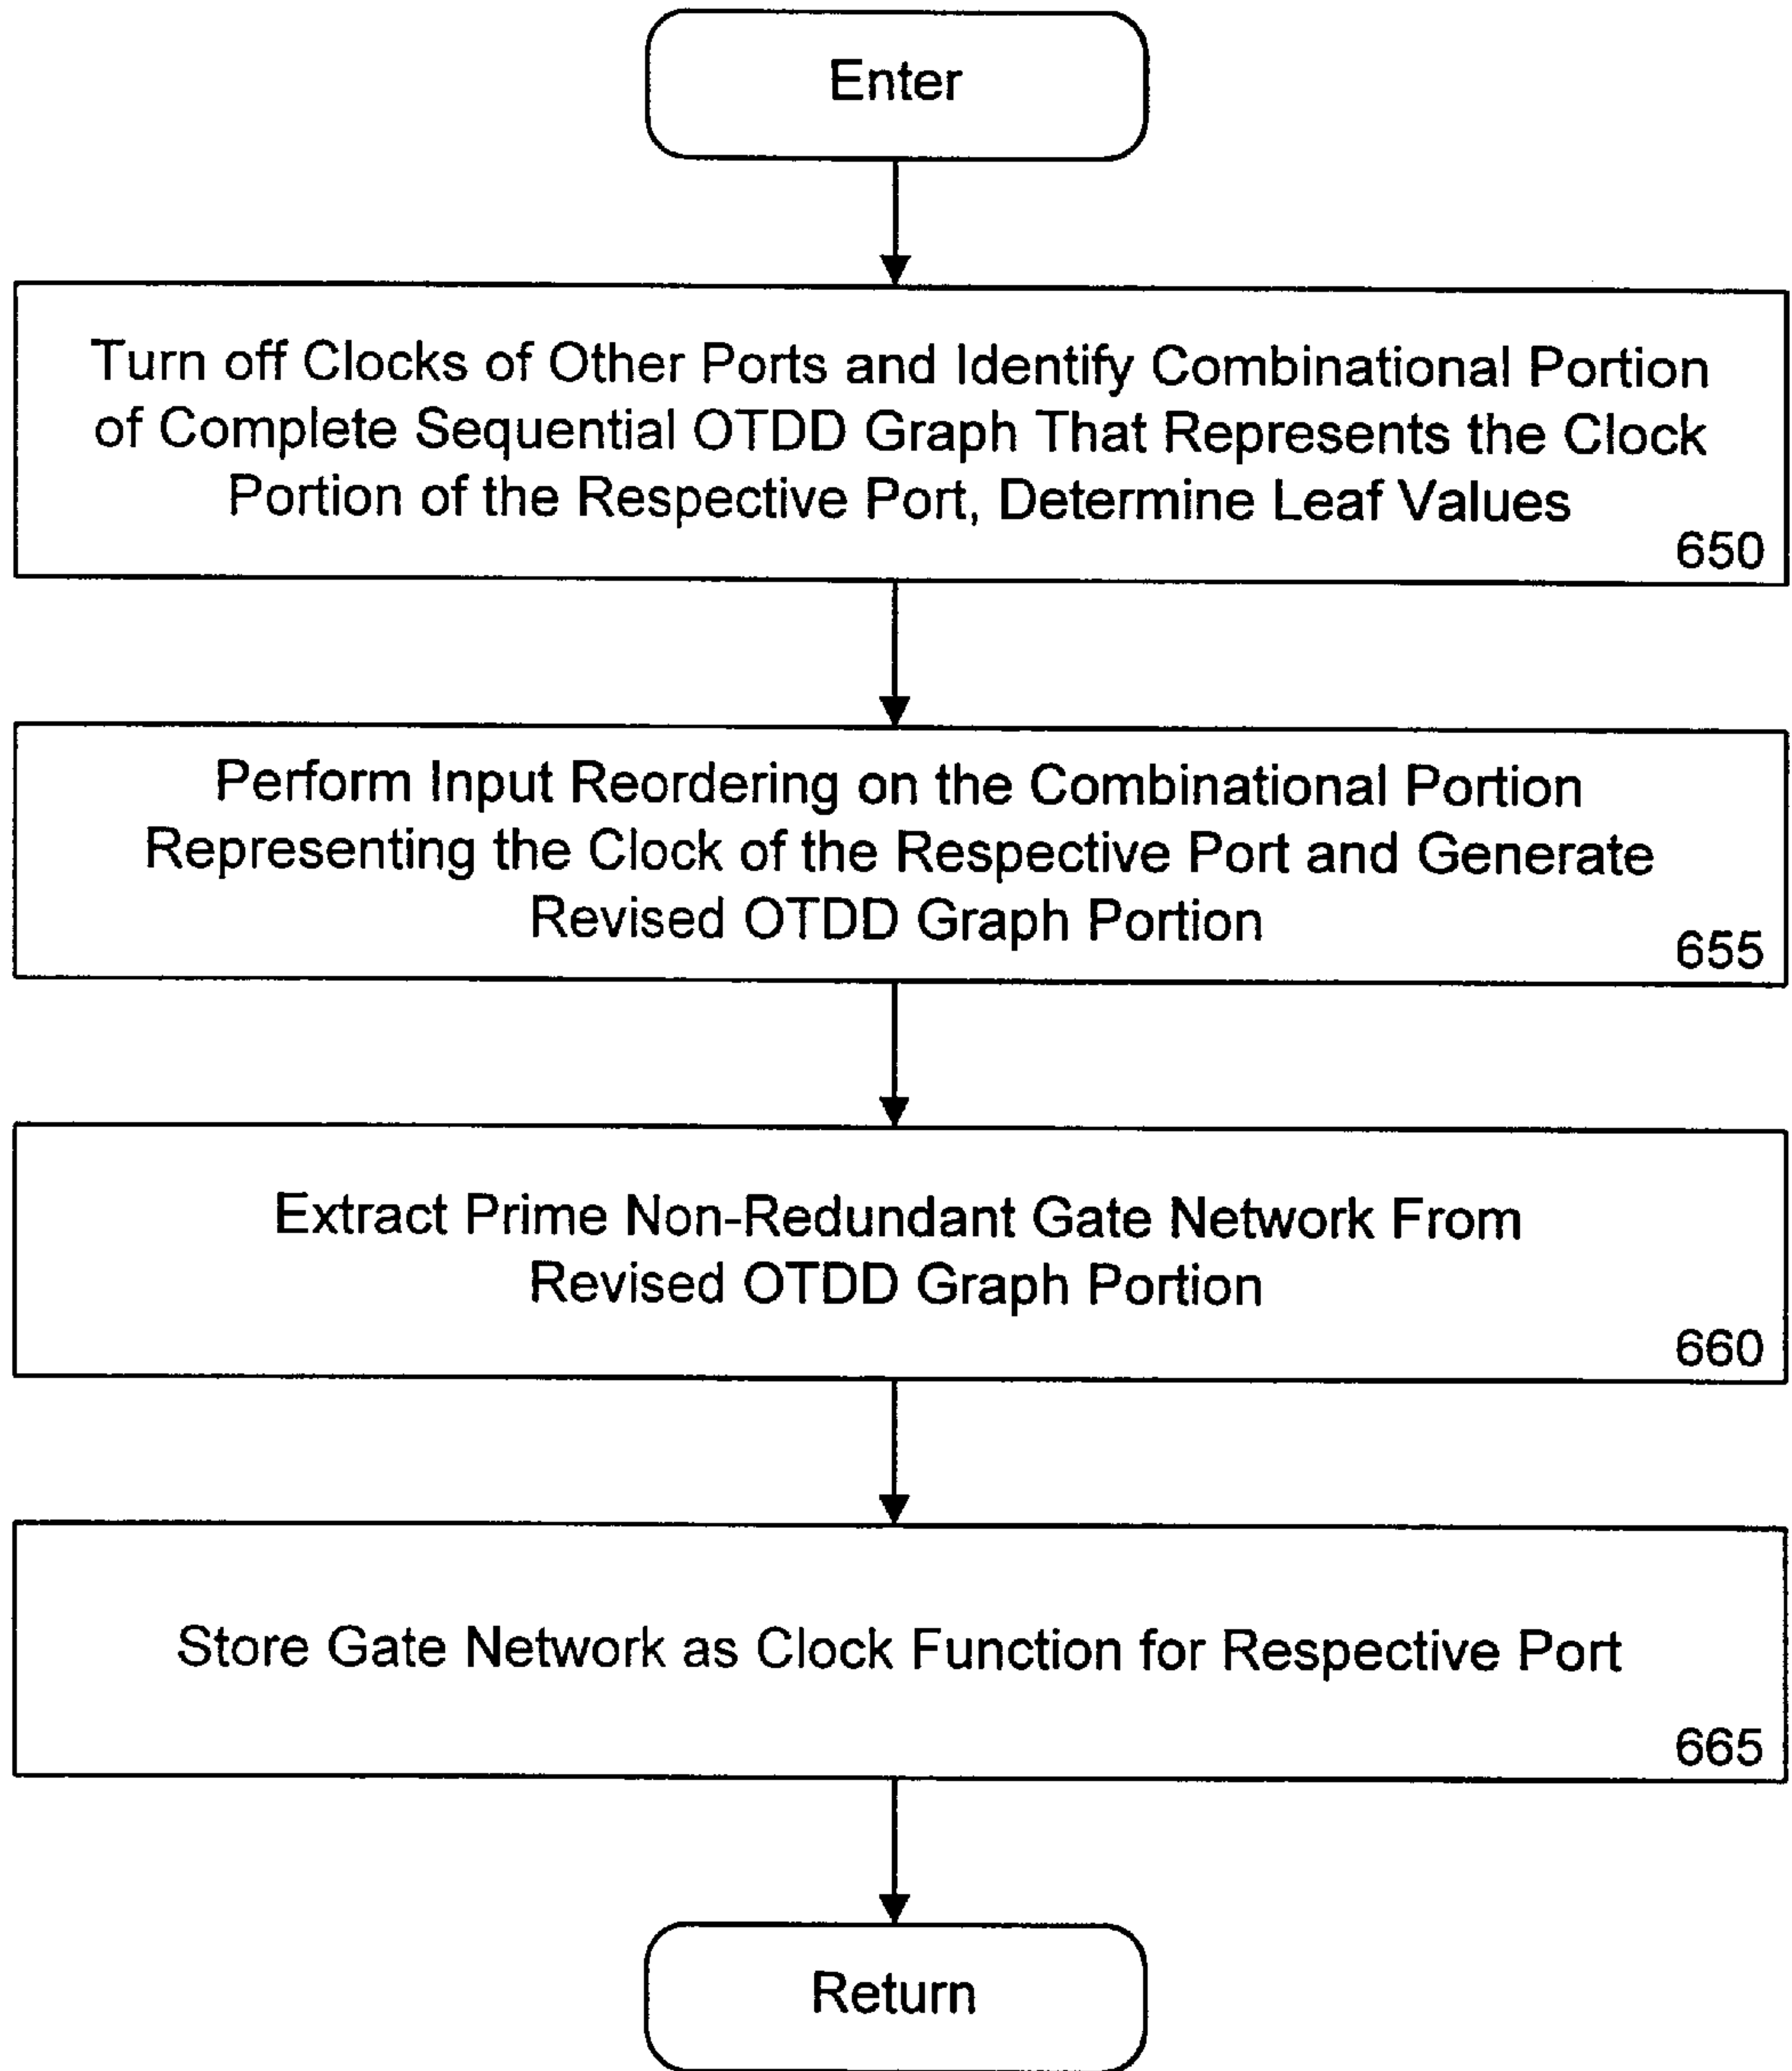 Enter
Turn off Clocks of Other Ports and Identify Combinational Portion
of Complete Sequential OTDD Graph That Represents the Clock
Portion of the Respective Port, Determine Leaf Values
650
Perform Input Reordering on the Combinational Portion
Representing the Clock of the Respective Port and Generate
Revised OTDD Graph Portion
655
Extract Prime Non-Redundant Gate Network From
Revised OTDD Graph Portion
660
Store Gate Network as Clock Function for Respective Port
665
Return